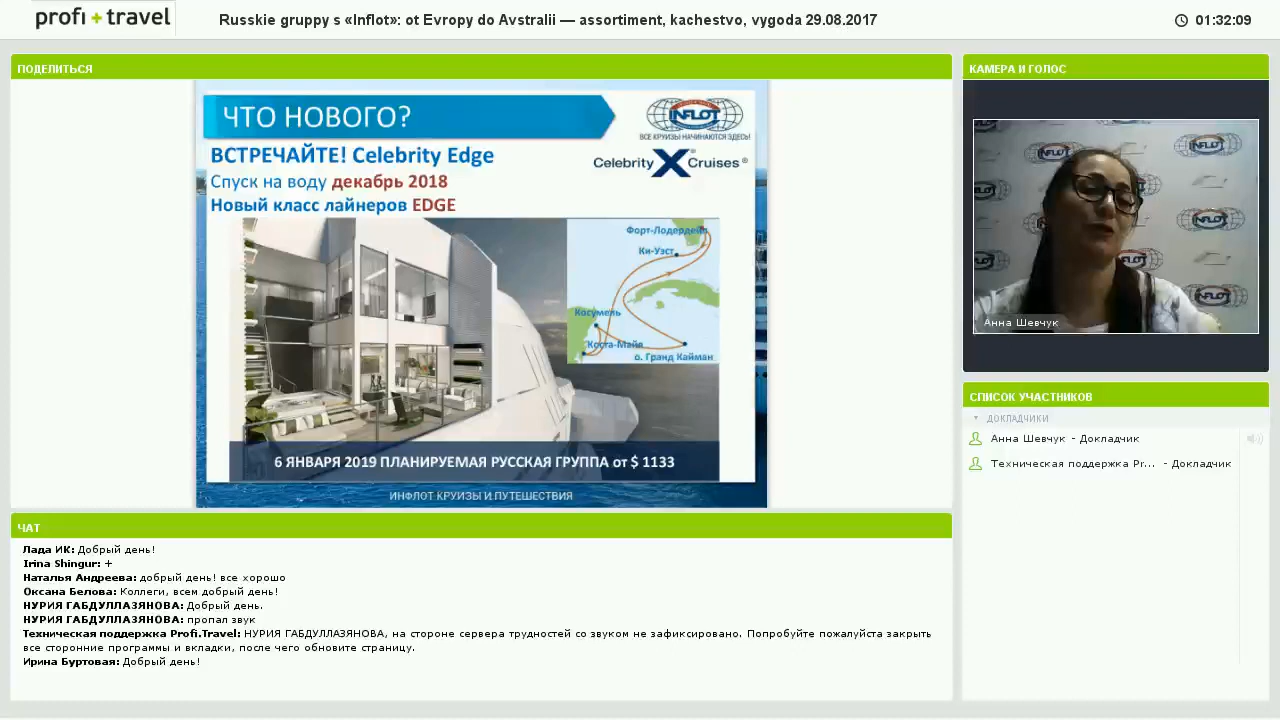 profi + travel
Russkie gruppy s «Inflot»: ot Evropy do Avstralii — assortiment, kachestvo, vygoda 29.08.2017
01:32:09
ПОДЕЛИТЬСЯ
ЧТО НОВОГО?
INFLOT
ВСЕ КРУИЗЫ НАЧИНАЮТСЯ ЗДЕСЬ!
ВСТРЕЧАЙТЕ! Celebrity Edge
Celebrity X Cruises®
Спуск на воду декабрь 2018
Новый класс лайнеров EDGE
Форт-Лодердейл
Ки-Уэст
Косумель
Коста-Майя
о. Гранд Кайман
6 ЯНВАРЯ 2019 ПЛАНИРУЕМАЯ РУССКАЯ ГРУППА от $ 1133
ИНФЛОТ КРУИЗЫ И ПУТЕШЕСТВИЯ
ЧАТ
Лада ИК: Добрый день!
Irina Shingur: +
Наталья Андреева: добрый день! все хорошо
Оксана Белова: Коллеги, всем добрый день!
НУРИЯ ГАБДУЛЛАЗЯНОВА: Добрый день.
НУРИЯ ГАБДУЛЛАЗЯНОВА: пропал звук
Техническая поддержка Profi.Travel: НУРИЯ ГАБДУЛЛАЗЯНОВА, на стороне сервера трудностей со звуком не зафиксировано. Попробуйте пожалуйста закрыть
все сторонние программы и вкладки, после чего обновите страницу.
Ирина Буртовая: Добрый день!
КАМЕРА И ГОЛОС
INFLOT
INFLOT
INFLOT
INFLOT
INFLOT
Анна Шевчук
СПИСОК УЧАСТНИКОВ
ДОКЛАДЧИКИ
Анна Шевчук - Докладчик
Техническая поддержка Pr... - Докладчик